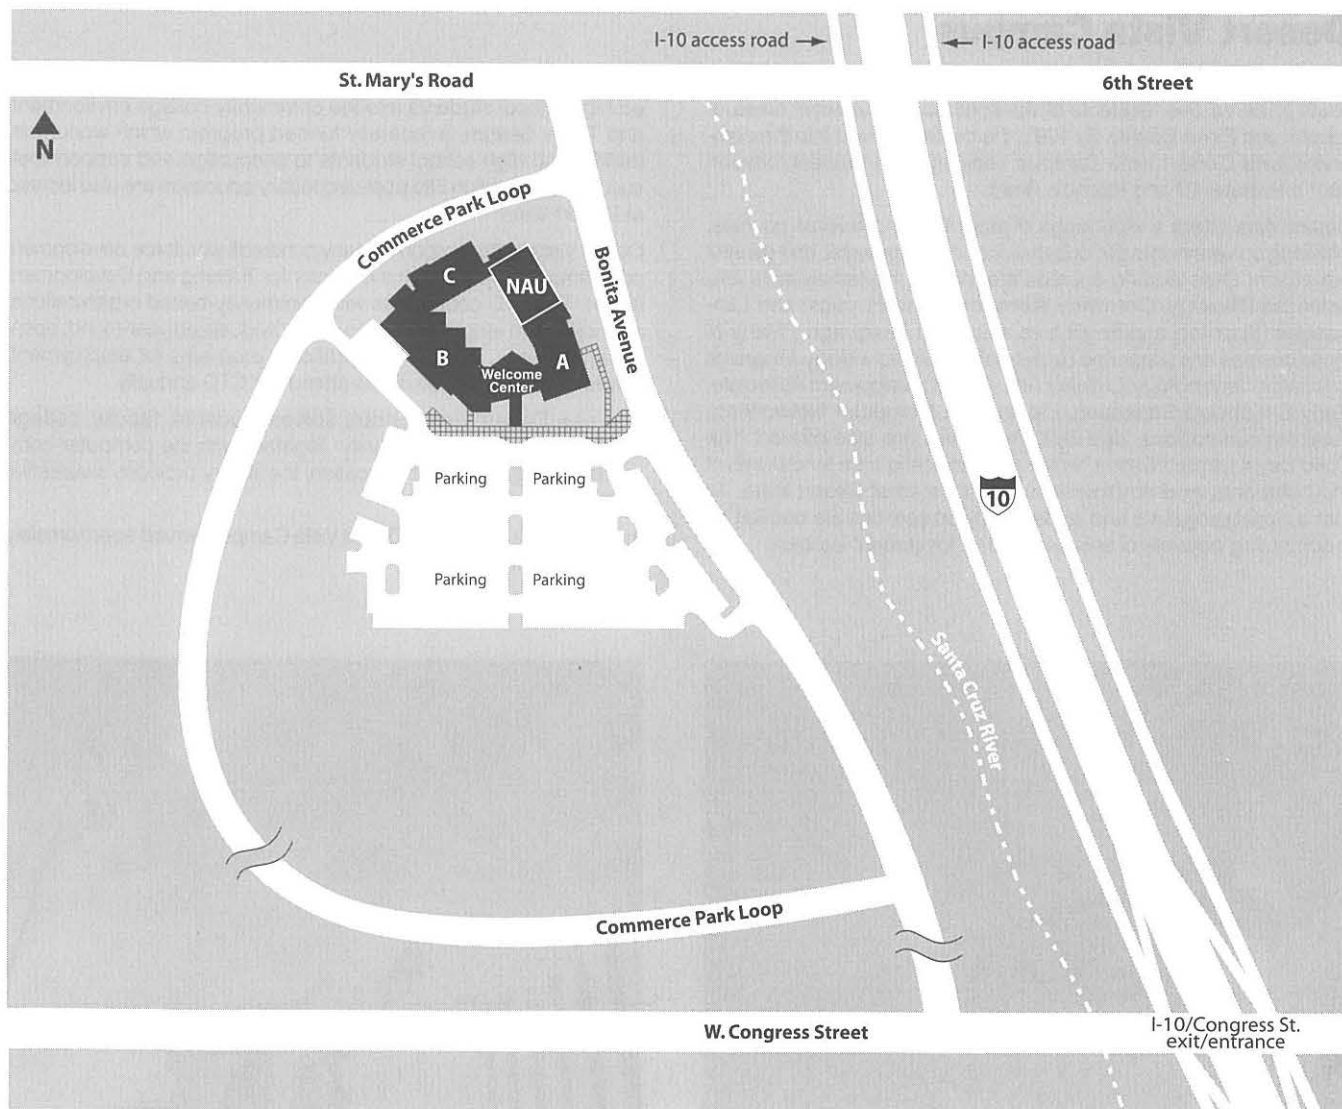 I-10 access road
I-10 access road
St. Mary's Road
6th Street
N
Commerce Park Loop
Bonita Avenue
C
NAU
B
A
Welcome
Center
Parking
Parking
10
Parking
Parking
Santa Cruz River
Commerce Park Loop
W. Congress Street
I-10/Congress St.
exit/entrance